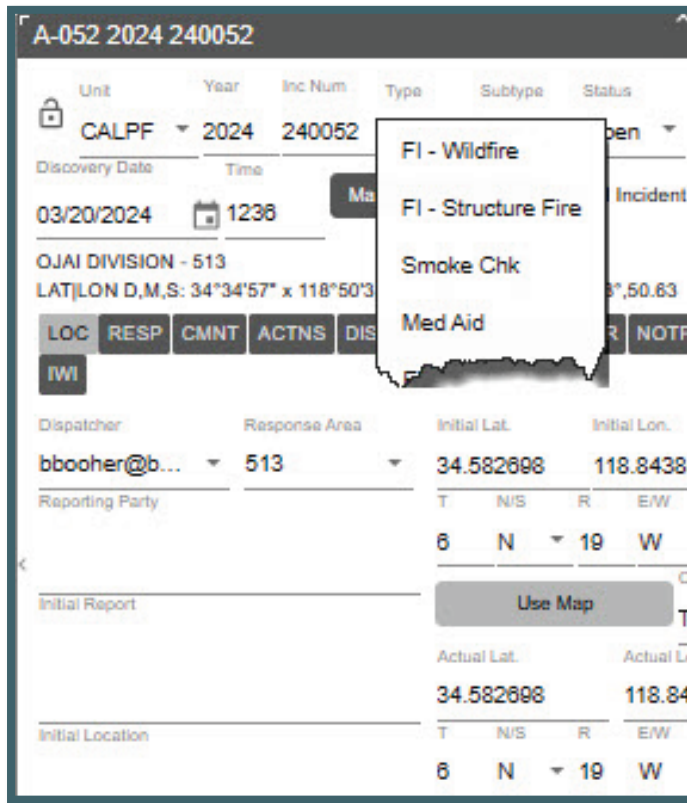 A-052 2024 240052
Unit Year Inc Num Type Subtype Status
CALPF 2024 240052
FI - Wildfire
Discovery Date Time
FI - Structure Fire
Incident
03/20/2024 1236
OJAI DIVISION - 513
Smoke Chk
LAT|LON D,M,S: 34°34'57" x 118°50'3 ,50.63
Med Aid
LOC RESP CMNT ACTNS DIS NOTF
IWI
Dispatcher Response Area Initial Lat. Initial Lon.
bbooher@b... 513 34.582698 118.8438
Reporting Party T N/S R E/W
6 N 19 W
Initial Report Use Map
Actual Lat. Actual L
34.582698 118.84
Initial Location T N/S R E/W
6 N 19 W